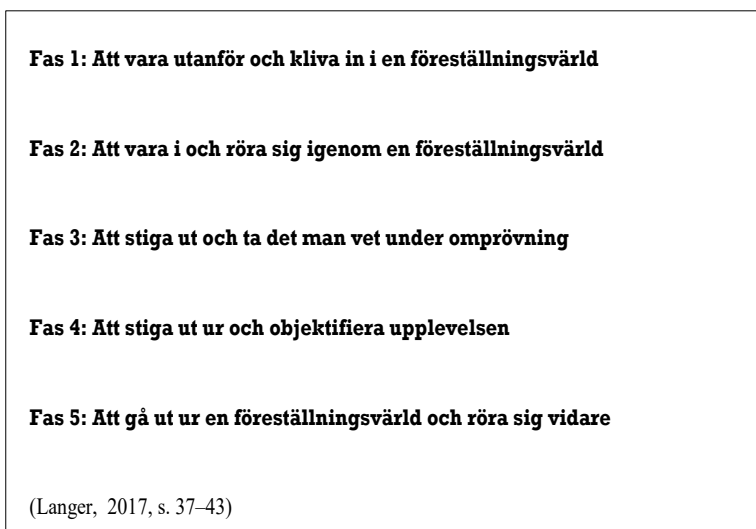 Fas 1: Att vara utanför och kliva in i en föreställningsvärld
Fas 2: Att vara i och röra sig igenom en föreställningsvärld
Fas 3: Att stiga ut och ta det man vet under omprövning
Fas 4: Att stiga ut ur och objektifiera upplevelsen
Fas 5: Att gå ut ur en föreställningsvärld och röra sig vidare
(Langer, 2017, s. 37–43)